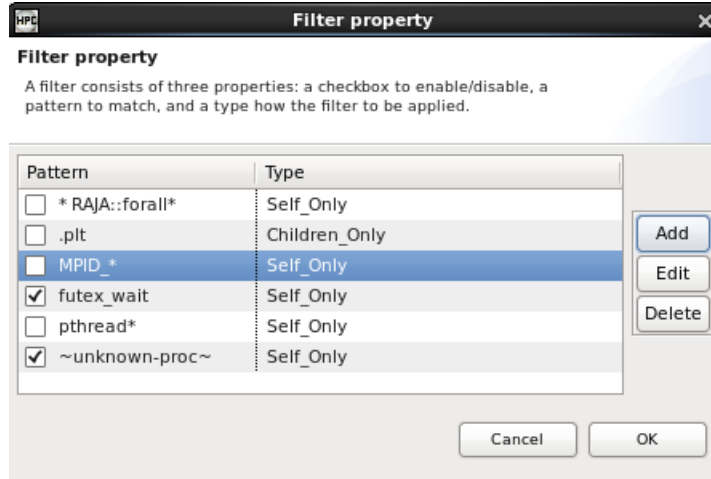 HPC Filter property x
Filter property
A filter consists of three properties: a checkbox to enable/disable, a
pattern to match, and a type how the filter to be applied.
Pattern Type
* RAJA::forall* Self_Only
.plt Children_Only
MPID_* Self_Only
futex_wait Self_Only
pthread* Self_Only
~unknown-proc~ Self_Only
Add
Edit
Delete
Cancel OK